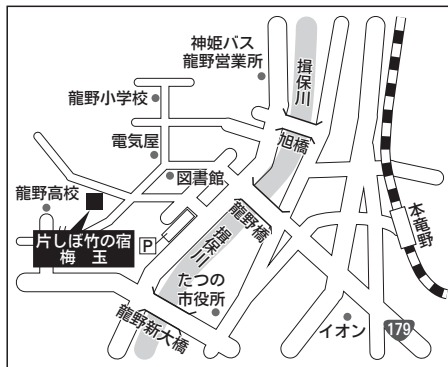 神姫バス
龍野営業所
揖保川
龍野小学校
旭橋
電気屋
図書館
龍野高校
本竜野
龍野橋
片しぼ竹の宿
梅 玉
P
揖保川
たつの
市役所
龍野新大橋
イオン
179